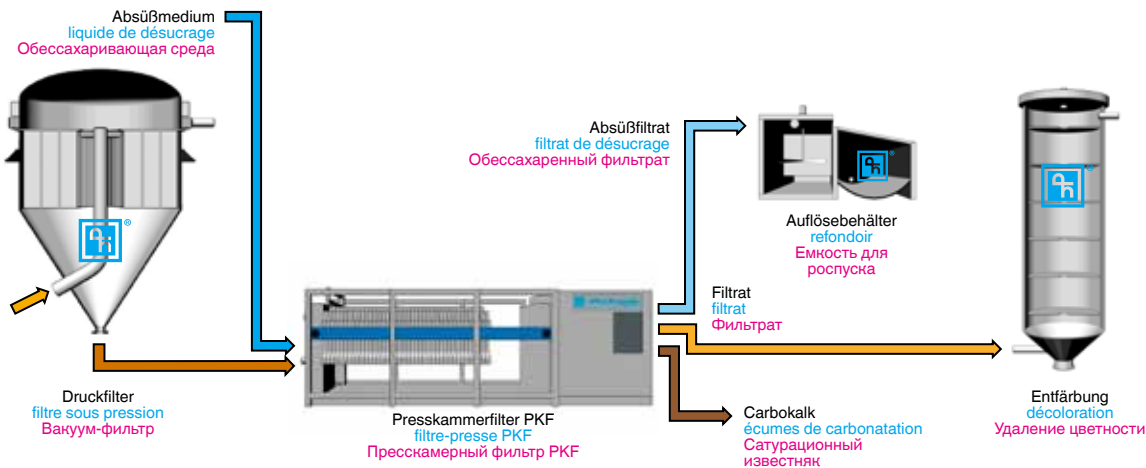 Absüßmedium
liquide de désucrage
Обессахаривающая среда
Absüßfiltrat
filtrat de désucrage
Обессахаренный фильтрат
Auflösebehälter
refondoir
Емкость для
роспуска
Filtrat
filtrat
Фильтрат
Druckfilter
filtre sous pression
Вакуум-фильтр
Presskammerfilter PKF
filtre-presse PKF
Пресскамерный фильтр PKF
Carbokalk
écumes de carbonatation
Сатурационный
известняк
Entfärbung
décoloration
Удаление цветности